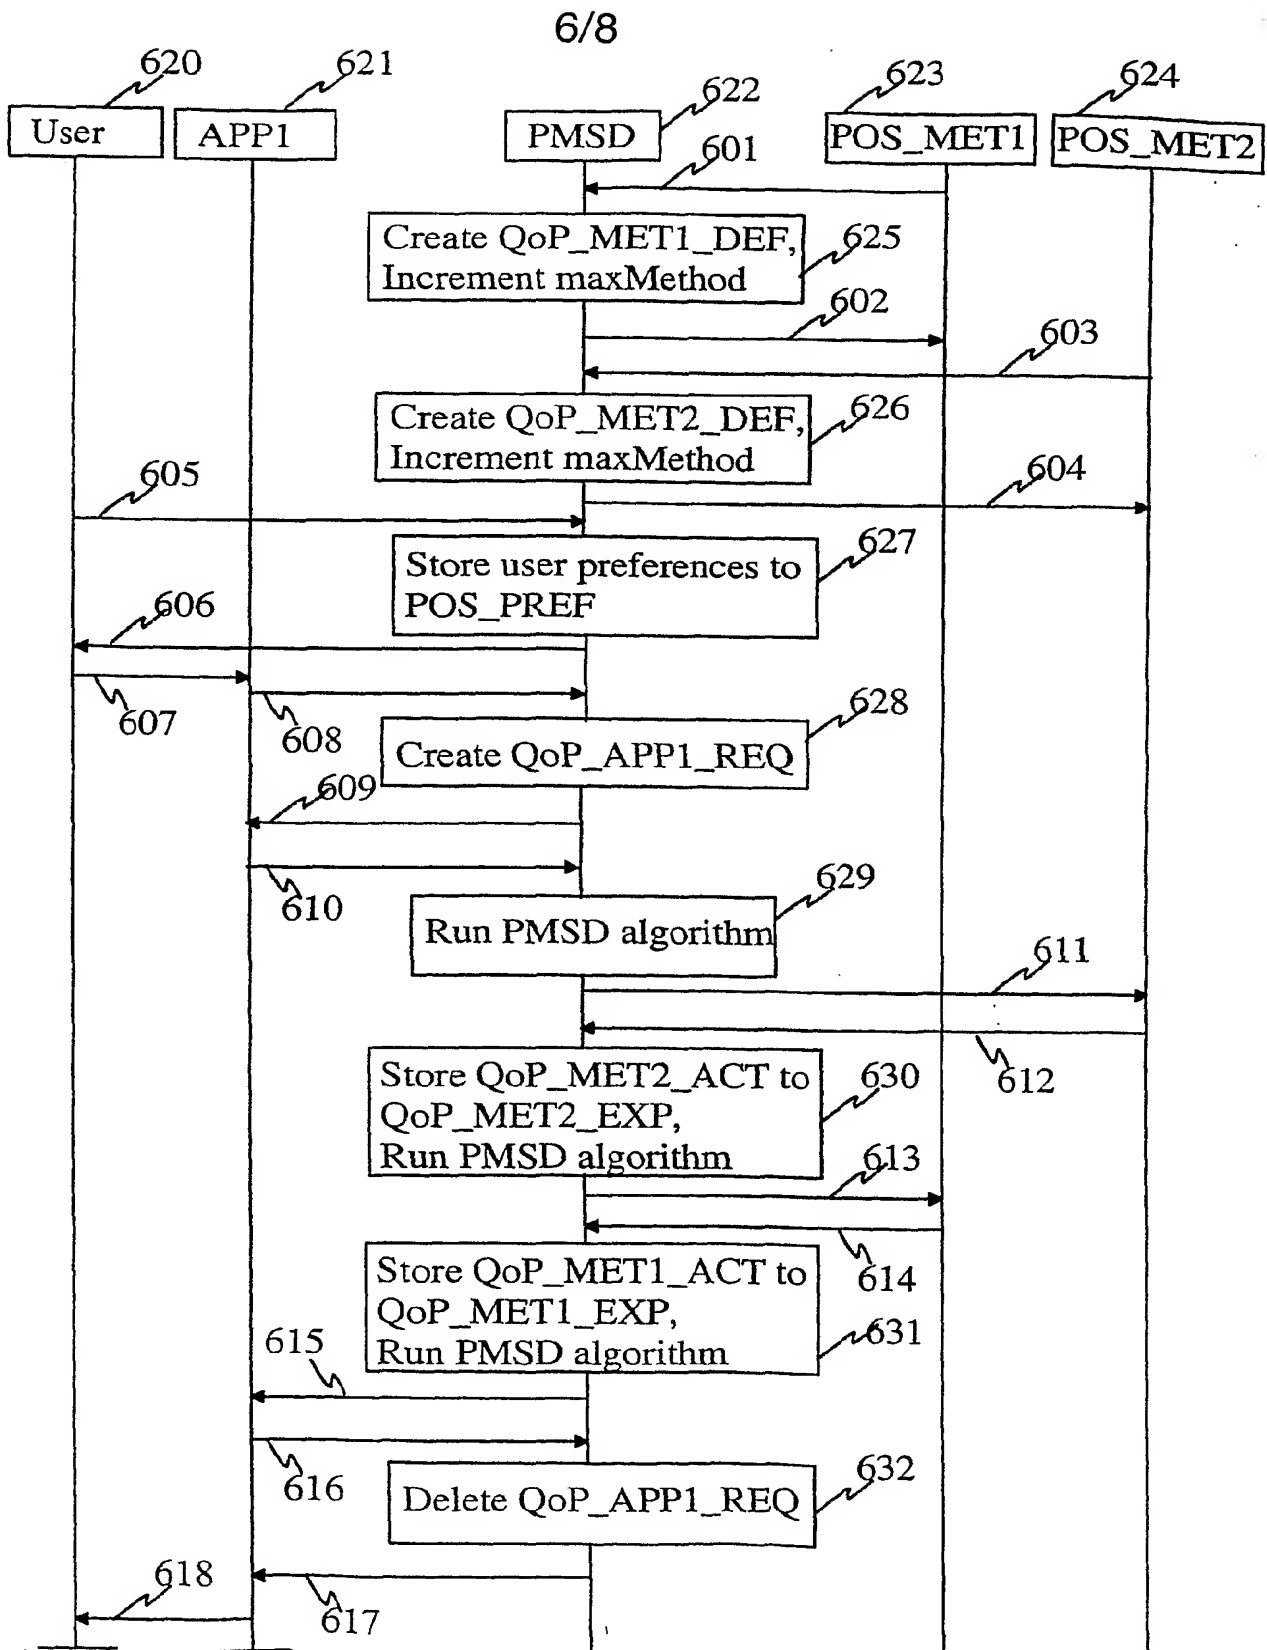 6/8
620
621
622
623
624
User
APP1
PMSD
POS_MET1
POS_MET2
601
Create QoP_MET1_DEF,
Increment maxMethod
625
602
603
Create QoP_MET2_DEF,
Increment maxMethod
626
605
604
Store user preferences to
POS_PREF
627
606
607
608
628
Create QoP_APP1_REQ
609
610
629
Run PMSD algorithm
611
612
Store QoP_MET2_ACT to
QoP_MET2_EXP,
Run PMSD algorithm
630
613
614
Store QoP_MET1_ACT to
QoP_MET1_EXP,
Run PMSD algorithm
631
615
616
632
Delete QoP_APP1_REQ
618
617